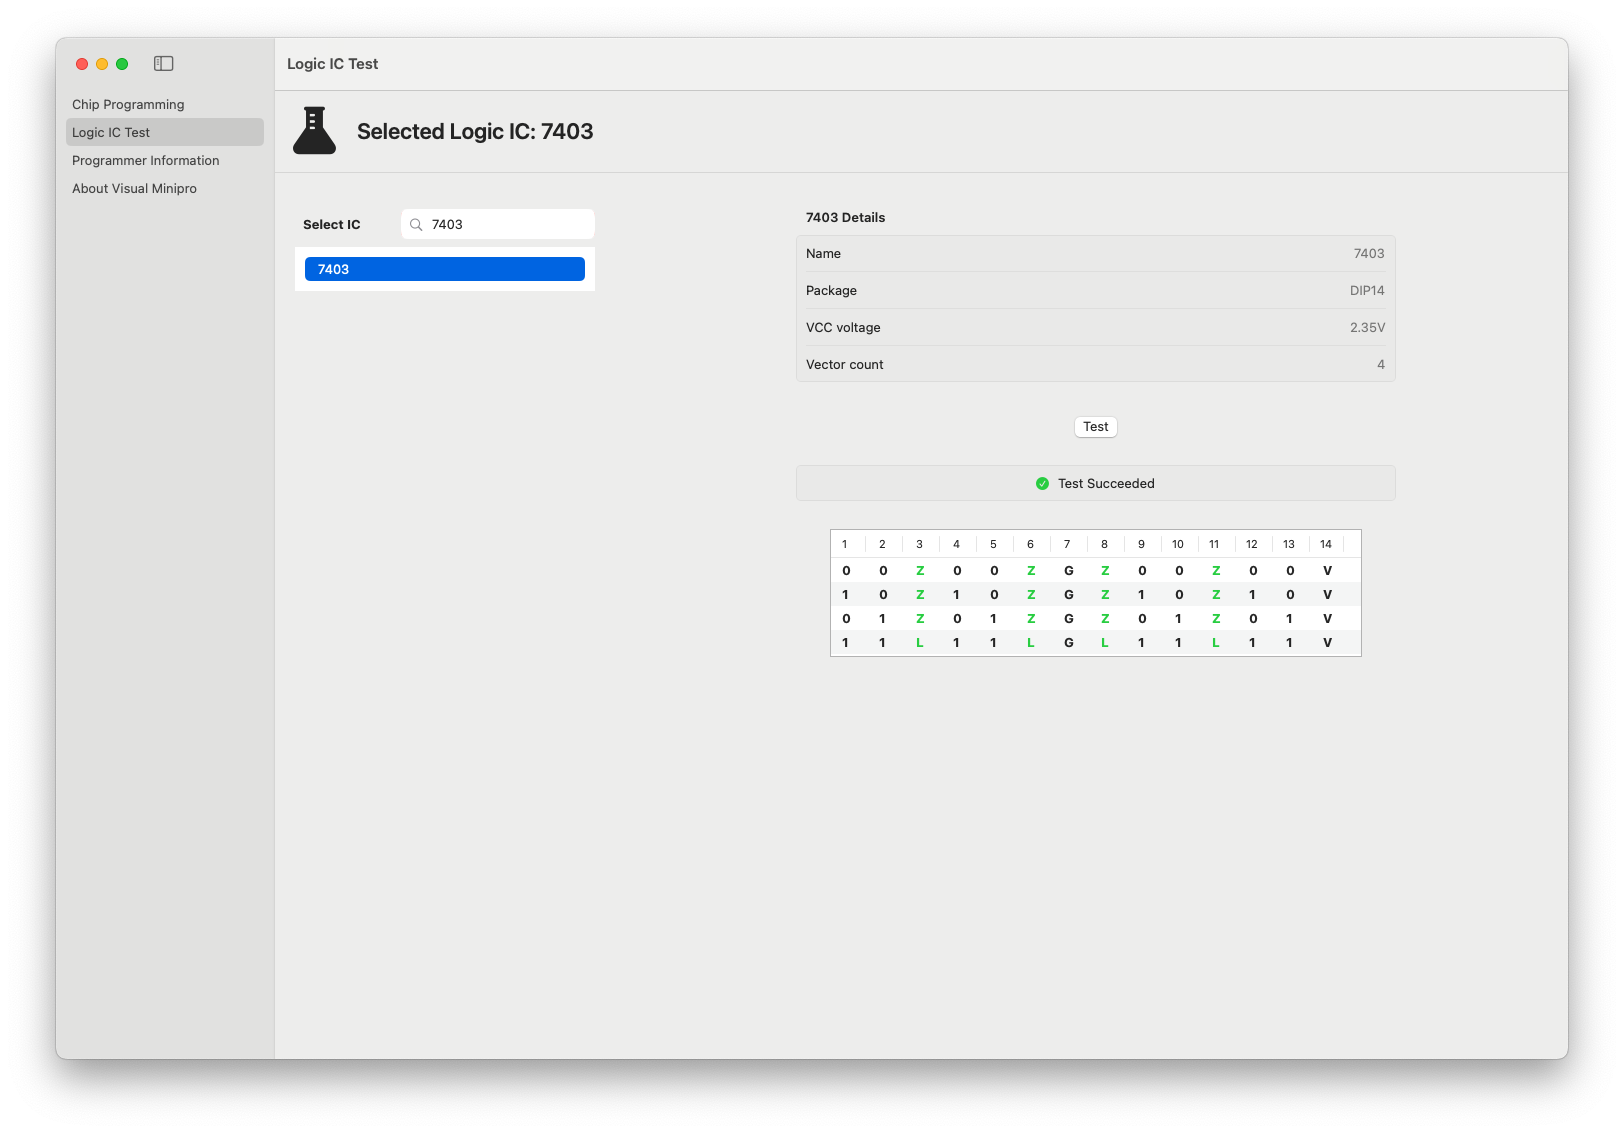 Logic IC Test
Chip Programming
Logic IC Test
Programmer Information
About Visual Minipro
Selected Logic IC: 7403
Select IC
7403
7403
7403 Details
Name 7403
Package DIP14
VCC voltage 2.35V
Vector count 4
Test
Test Succeeded
1 2 3 4 5 6 7 8 9 10 11 12 13 14
0 0 Z 0 0 Z G Z 0 0 Z 0 0 V
1 0 Z 1 0 Z G Z 1 0 Z 1 0 V
0 1 Z 0 1 Z G Z 0 1 Z 0 1 V
1 1 L 1 1 L G L 1 1 L 1 1 V